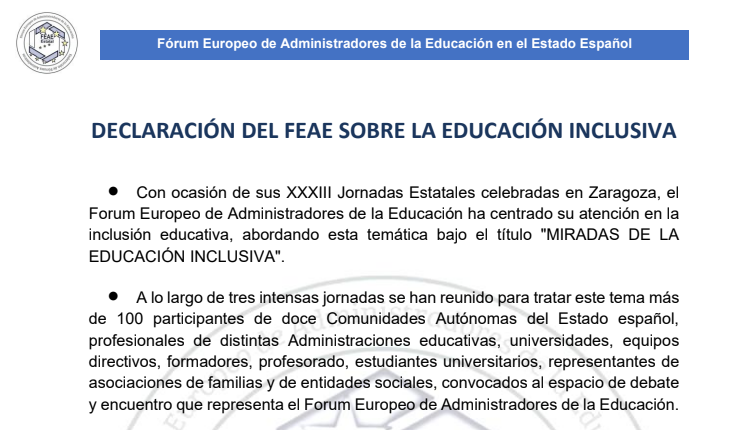 FEAE
Estatal
Fórum Europeo de Administradores de la Educación en el Estado Español
DECLARACIÓN DEL FEAE SOBRE LA EDUCACIÓN INCLUSIVA
● Con ocasión de sus XXXIII Jornadas Estatales celebradas en Zaragoza, el
Forum Europeo de Administradores de la Educación ha centrado su atención en la
inclusión educativa, abordando esta temática bajo el título "MIRADAS DE LA
EDUCACIÓN INCLUSIVA".
● A lo largo de tres intensas jornadas se han reunido para tratar este tema más
de 100 participantes de doce Comunidades Autónomas del Estado español,
profesionales de distintas Administraciones educativas, universidades, equipos
directivos, formadores, profesorado, estudiantes universitarios, representantes de
asociaciones de familias y de entidades sociales, convocados al espacio de debate
y encuentro que representa el Forum Europeo de Administradores de la Educación.